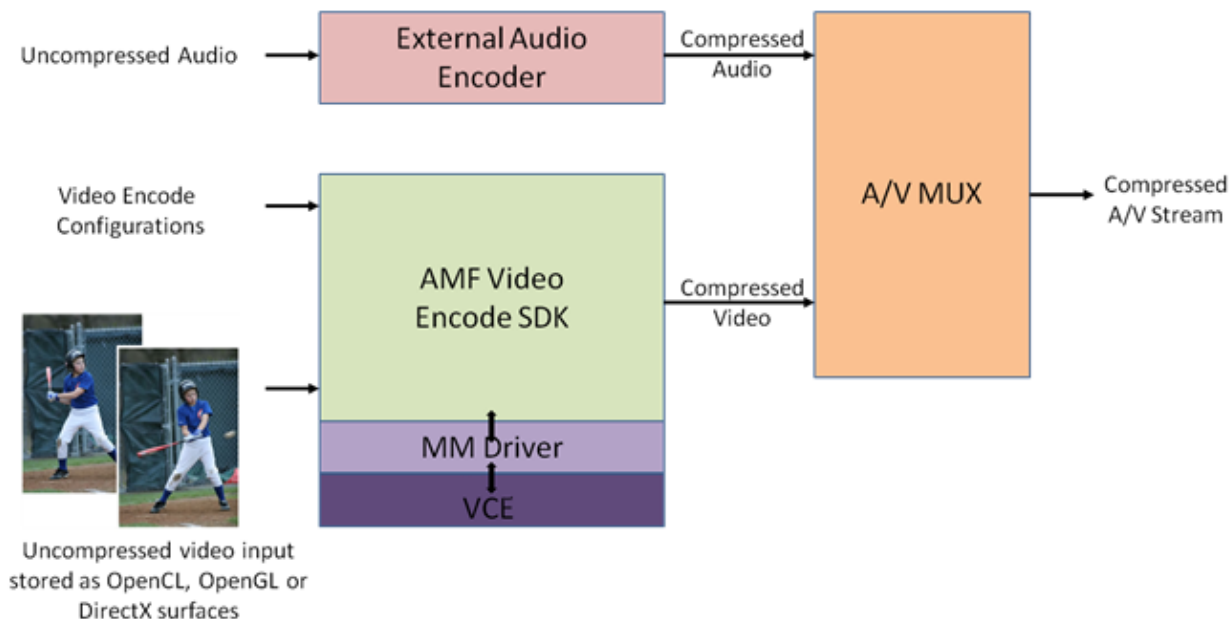 Uncompressed Audio
External Audio
Encoder
Compressed
Audio
Video Encode
Configurations
AMF Video
Encode SDK
Compressed
Video
A/V MUX
Compressed
A/V Stream
MM Driver
VCE
Uncompressed video input
stored as OpenCL, OpenGL or
DirectX surfaces